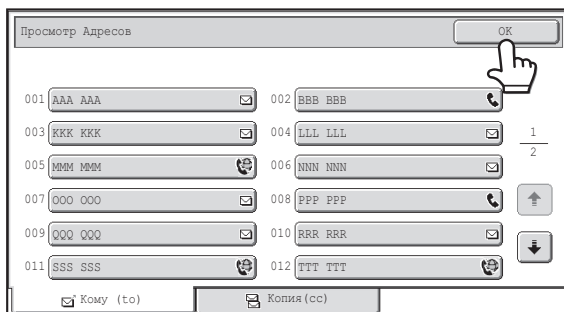 Просмотр Адресов OK
001 AAA AAA 002 BBB BBB
003 KKK KKK 004 LLL LLL
005 MMM MMM 006 NNN NNN
007 OOO OOO 008 PPP PPP
009 QQQ QQQ 010 RRR RRR
011 SSS SSS 012 TTT TTT
1
2
Кому (to) Копия(cc)